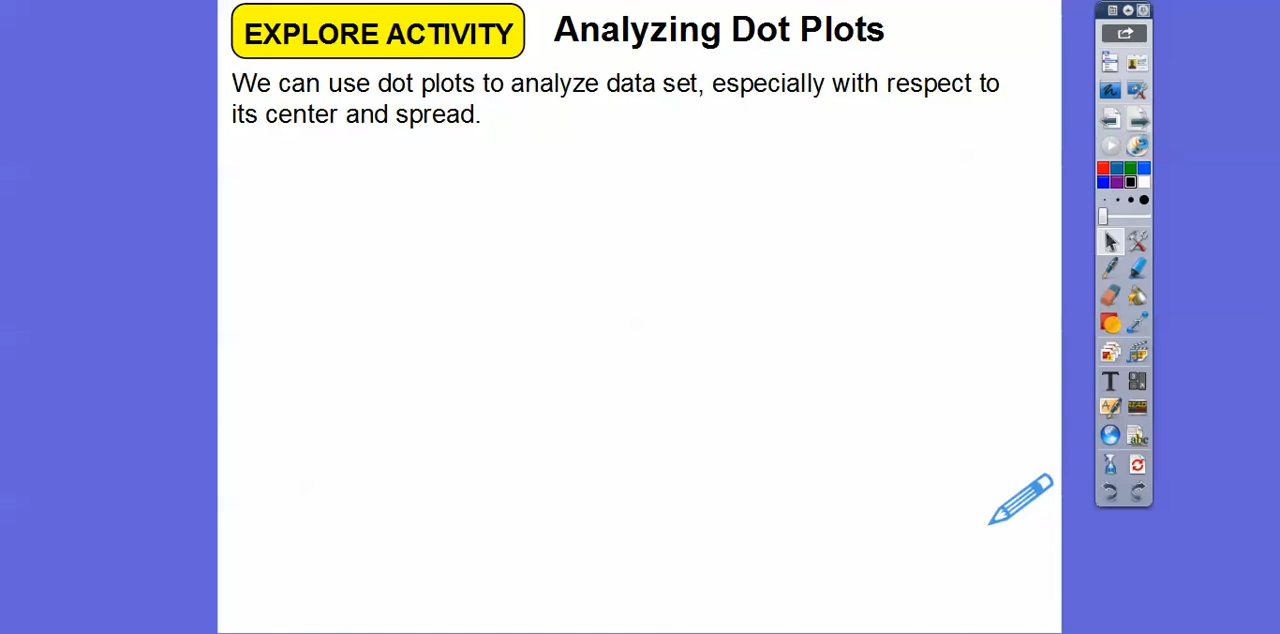 EXPLORE ACTIVITY Analyzing Dot Plots
We can use dot plots to analyze data set, especially with respect to
its center and spread.